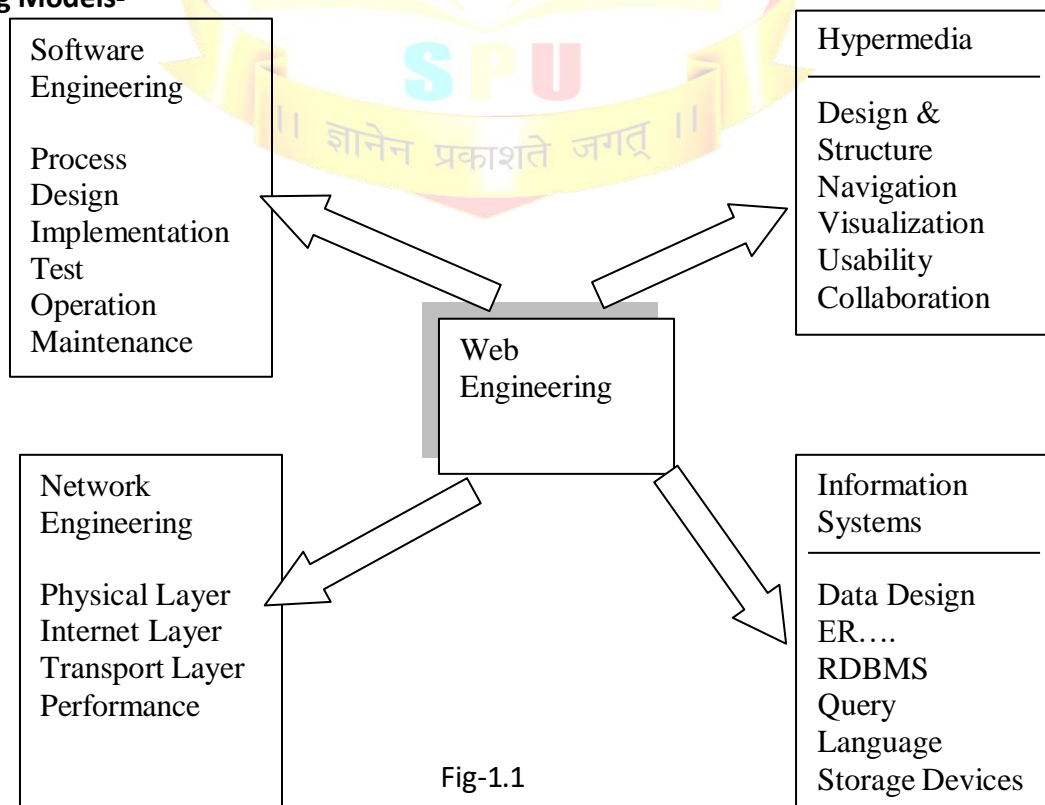 g Models-
SPU
।। ज्ञानेन प्रकाशते जगत् ।।
Software
Engineering
Process
Design
Implementation
Test
Operation
Maintenance
Hypermedia
Design &
Structure
Navigation
Visualization
Usability
Collaboration
Web
Engineering
Network
Engineering
Physical Layer
Internet Layer
Transport Layer
Performance
Information
Systems
Data Design
ER....
RDBMS
Query
Language
Storage Devices
Fig-1.1